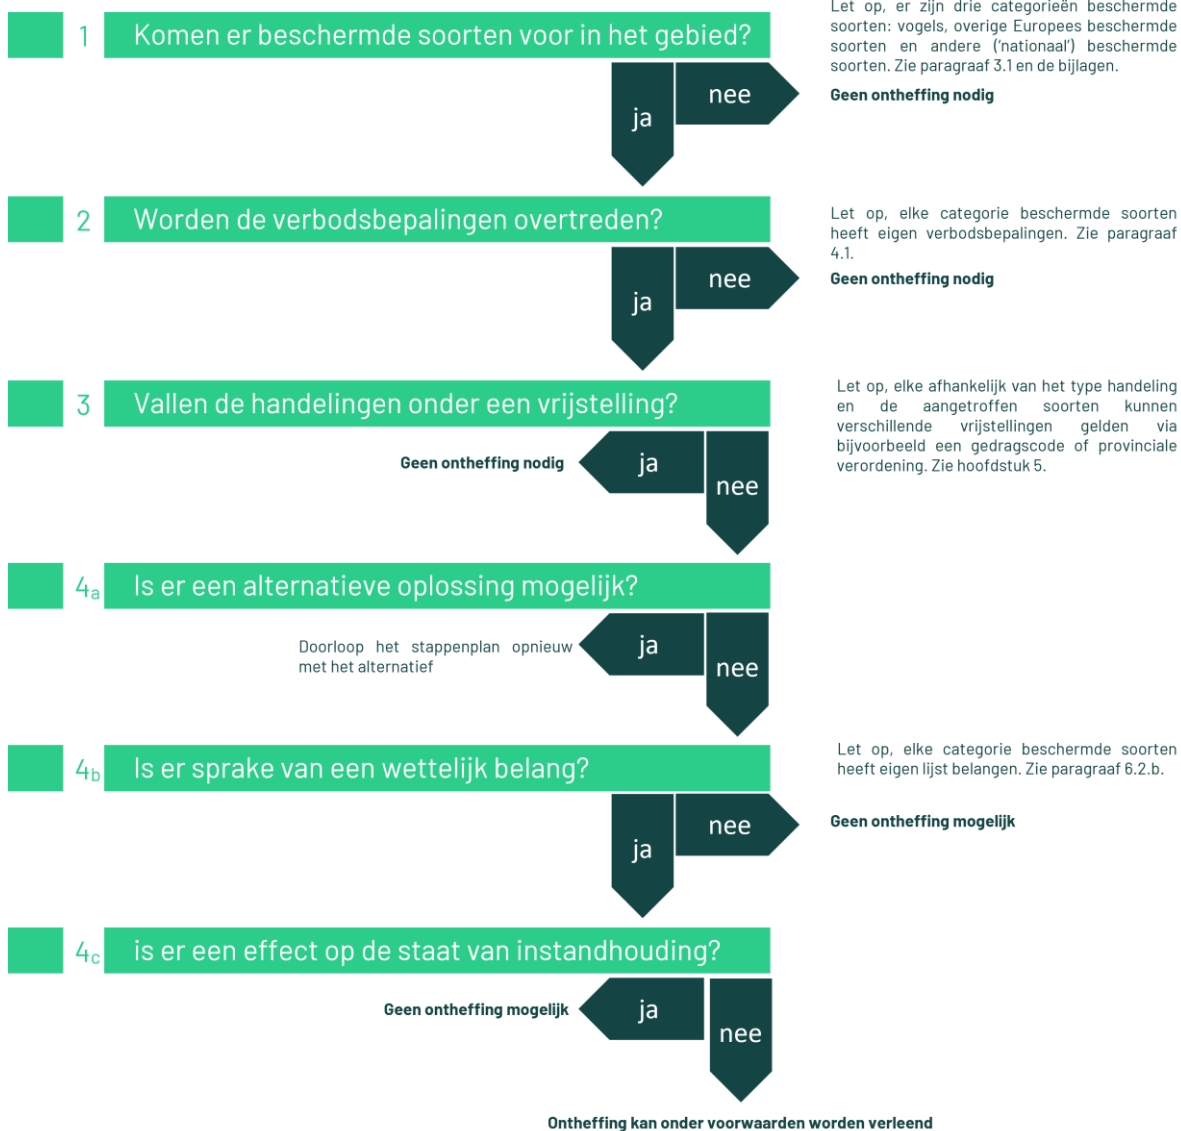 Let op, er zijn drie categorieën beschermde
soorten: vogels, overige Europees beschermde
soorten en andere (‘nationaal’) beschermde
soorten. Zie paragraaf 3.1 en de bijlagen.
1 Komen er beschermde soorten voor in het gebied?
nee
Geen ontheffing nodig
ja
2 Worden de verbodsbepalingen overtreden?
Let op, elke categorie beschermde soorten
heeft eigen verbodsbepalingen. Zie paragraaf
4.1.
nee
Geen ontheffing nodig
ja
3 Vallen de handelingen onder een vrijstelling?
Let op, elke afhankelijk van het type handeling
en de aangetroffen soorten kunnen
verschillende vrijstellingen gelden via
bijvoorbeeld een gedragscode of provinciale
verordening. Zie hoofdstuk 5.
Geen ontheffing nodig
ja
nee
4a Is er een alternatieve oplossing mogelijk?
Doorloop het stappenplan opnieuw
met het alternatief
ja
nee
4b Is er sprake van een wettelijk belang?
Let op, elke categorie beschermde soorten
heeft eigen lijst belangen. Zie paragraaf 6.2.b.
nee
Geen ontheffing mogelijk
ja
4c is er een effect op de staat van instandhouding?
Geen ontheffing mogelijk
ja
nee
Ontheffing kan onder voorwaarden worden verleend